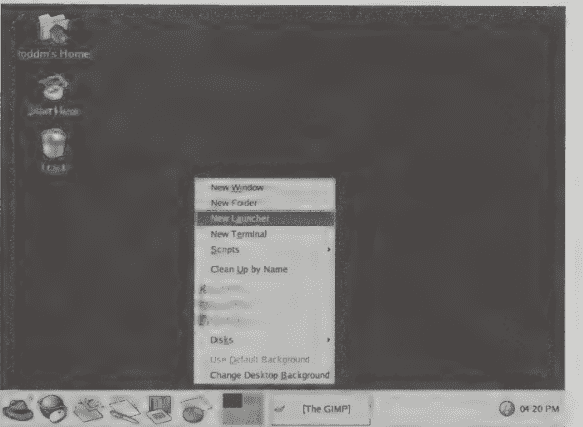 roddm's Home
Start Here
Trash
New Window
New Folder
New Launcher
New Terminal
Scripts
Clean Up by Name
Disks
Use Default Background
Change Desktop Background
[The GIMP]
04:20 PM